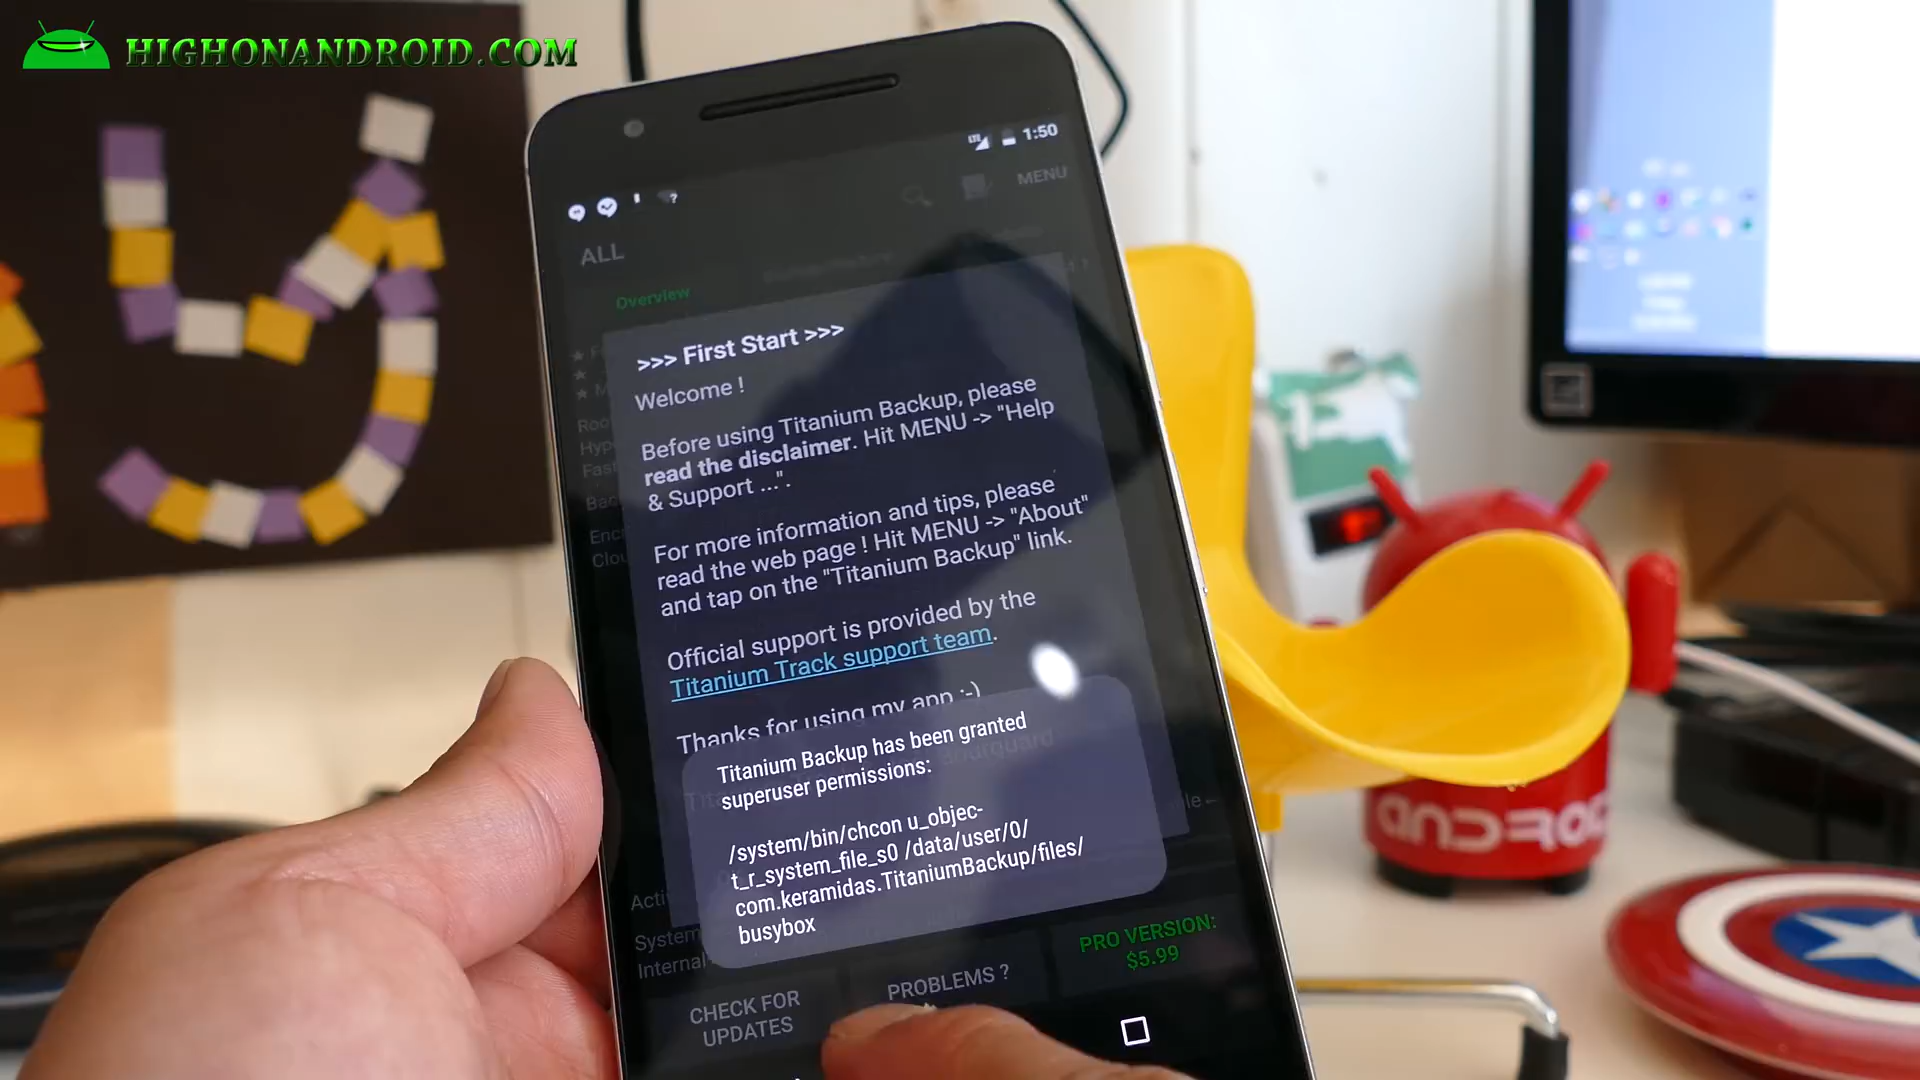 HIGHONANDROID.COM
1:50
MENU
ALL
Overview
>>> First Start >>>
Welcome !
Before using Titanium Backup, please
read the disclaimer. Hit MENU -> "Help
& Support ...".
For more information and tips, please
read the web page ! Hit MENU -> "About"
and tap on the "Titanium Backup" link.
Official support is provided by the
Titanium Track support team.
Thanks for using my app :-)
Titanium Backup has been granted
superuser permissions:
/system/bin/chcon u_objec-
t_r_system_file_s0 /data/user/0/
com.keramidas.TitaniumBackup/files/
busybox
System
Internal
CHECK FOR
UPDATES
PROBLEMS ?
PRO VERSION:
$5.99
ANDROID